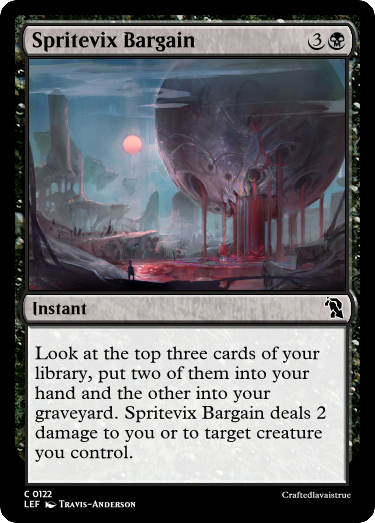 Spritevix Bargain 3
Instant
Look at the top three cards of your
library, put two of them into your
hand and the other into your
graveyard. Spritevix Bargain deals 2
damage to you or to target creature
you control.
C 0122
LEF Travis-Anderson
Craftedlavaistrue